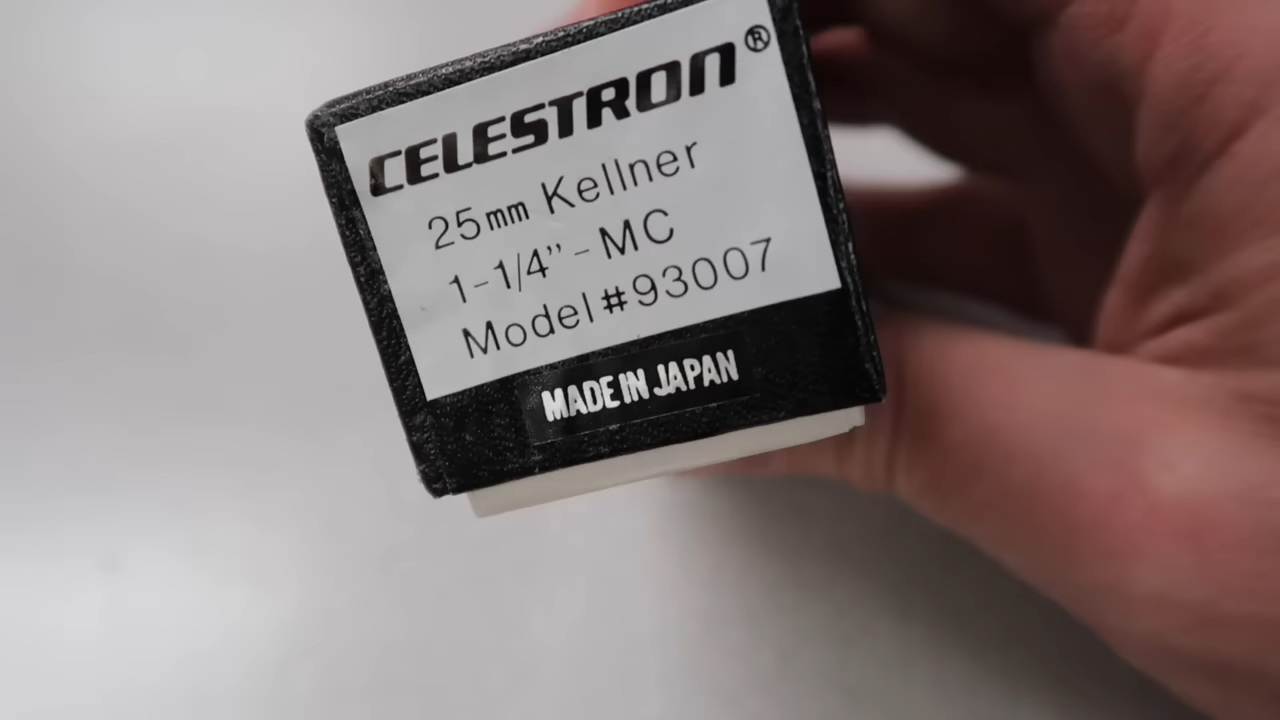 CELESTRON®
25mm Kellner
1-1/4” - MC
Model #93007
MADE IN JAPAN